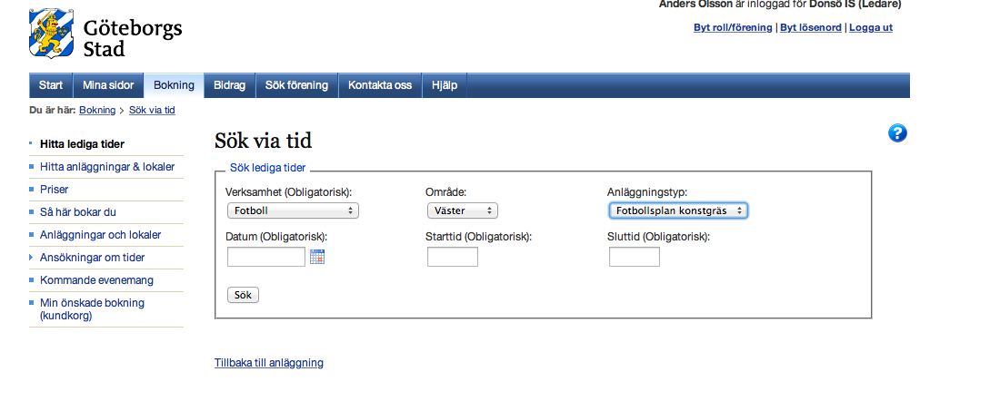 Anders Olsson är inloggad för Donsö IS (Ledare)
Göteborgs
Stad
Byt roll/förening | Byt lösenord | Logga ut
Start Mina sidor Bokning Bidrag Sök förening Kontakta oss Hjälp
Du är här: Bokning > Sök via tid
Hitta lediga tider
Hitta anläggningar & lokaler
Priser
Så här bokar du
Anläggningar och lokaler
Ansökningar om tider
Kommande evenemang
Min önskade bokning
(kundkorg)
Sök via tid
?
Sök lediga tider
Verksamhet (Obligatorisk): Område: Anläggningstyp:
Fotboll Väster Fotbollsplan konstgräs
Datum (Obligatorisk): Starttid (Obligatorisk): Sluttid (Obligatorisk):
Sök
Tillbaka till anläggning